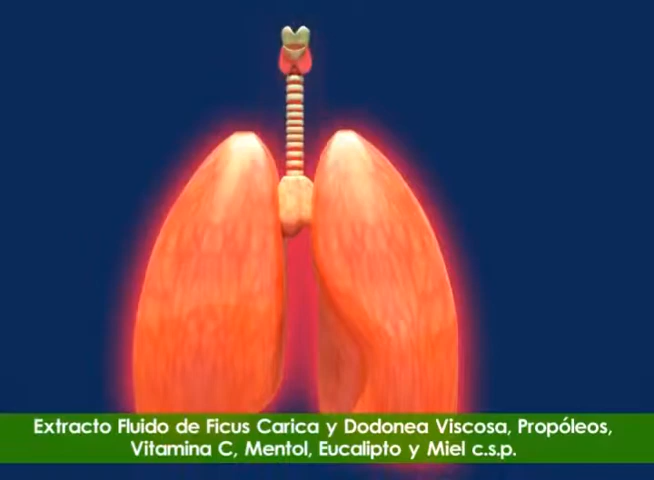 Extracto Fluido de Ficus Carica y Dodonea Viscosa, Propóleos,
Vitamina C, Mentol, Eucalipto y Miel c.s.p.